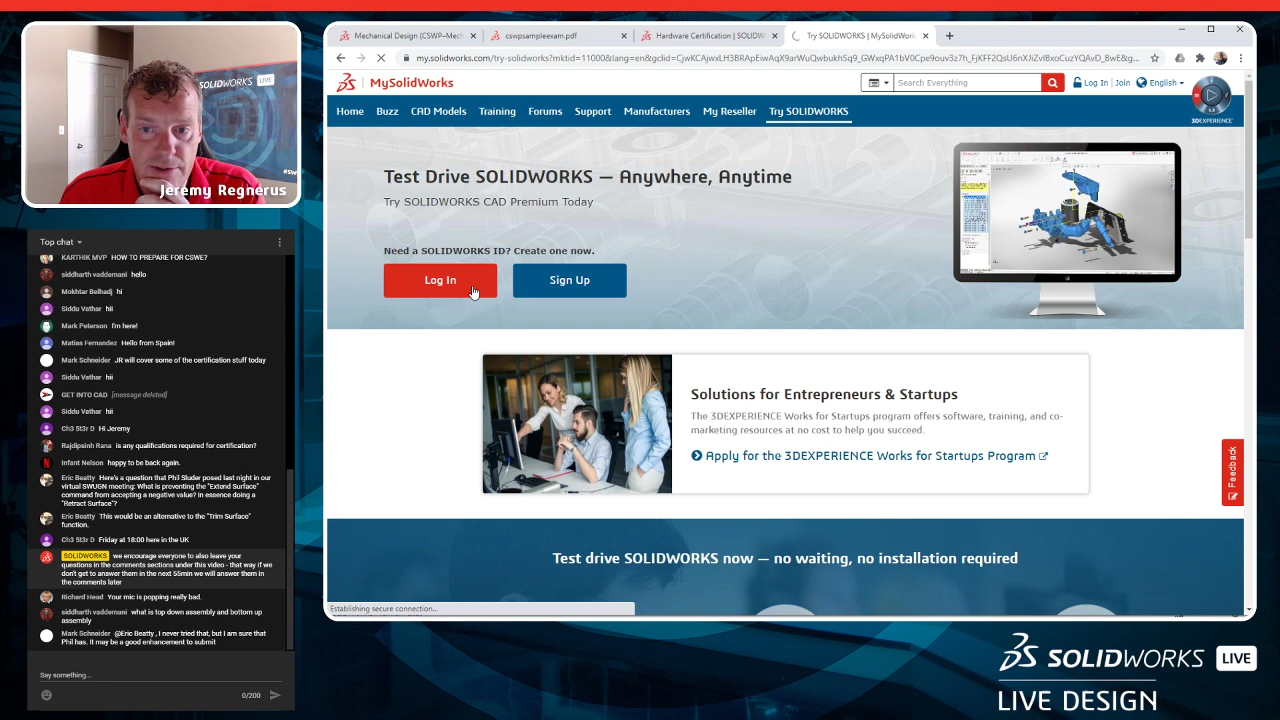 SOLIDWORKS LIVE
#SW
Jeremy Regnerus
Top chat
KARTHIK MVP HOW TO PREPARE FOR CSWE?
siddharth vaddemani hello
Mokhtar Belhadj hi
Siddu Vathar hii
Mark Peterson I'm here!
Matias Fernandez Hello from Spain!
Mark Schneider JR will cover some of the certification stuff today
Siddu Vathar hii
GET INTO CAD [message deleted]
Siddu Vathar hii
Ch3 5t3r D Hi Jeremy
Rajdipsinh Rana is any qualifications required for certification?
Infant Nelson happy to be back again.
Eric Beatty Here's a question that Phil Sluder posed last night in our
virtual SWUGN meeting: What is preventing the "Extend Surface"
command from accepting a negative value? In essence doing a
"Retract Surface"?
Eric Beatty This would be an alternative to the "Trim Surface"
function.
Ch3 5t3r D Friday at 18:00 here in the UK
SOLIDWORKS we encourage everyone to also leave your
questions in the comments sections under this video - that way if we
don't get to answer them in the next 55min we will answer them in
the comments later
Richard Head Your mic is popping really bad.
siddharth vaddemani what is top down assembly and bottom up
assembly
Mark Schneider @Eric Beatty , I never tried that, but I am sure that
Phil has. It may be a good enhancement to submit
Say something...
0/200
Mechanical Design (CSWP–Mech
cswpsampleexam.pdf
Hardware Certification | SOLIDW
Try SOLIDWORKS | MySolidWork
my.solidworks.com/try-solidworks?mktid=11000&lang=en&gclid=
MySolidWorks
Search Everything
Log In | Join
English
Home Buzz CAD Models Training Forums Support Manufacturers My Reseller Try SOLIDWORKS
3DEXPERIENCE
Test Drive SOLIDWORKS — Anywhere, Anytime
Try SOLIDWORKS CAD Premium Today
Need a SOLIDWORKS ID? Create one now.
Log In
Sign Up
Solutions for Entrepreneurs & Startups
The 3DEXPERIENCE Works for Startups program offers software, training, and co-
marketing resources at no cost to help you succeed.
Apply for the 3DEXPERIENCE Works for Startups Program
Feedback
Test drive SOLIDWORKS now — no waiting, no installation required
Establishing secure connection...
SOLIDWORKS LIVE
LIVE DESIGN